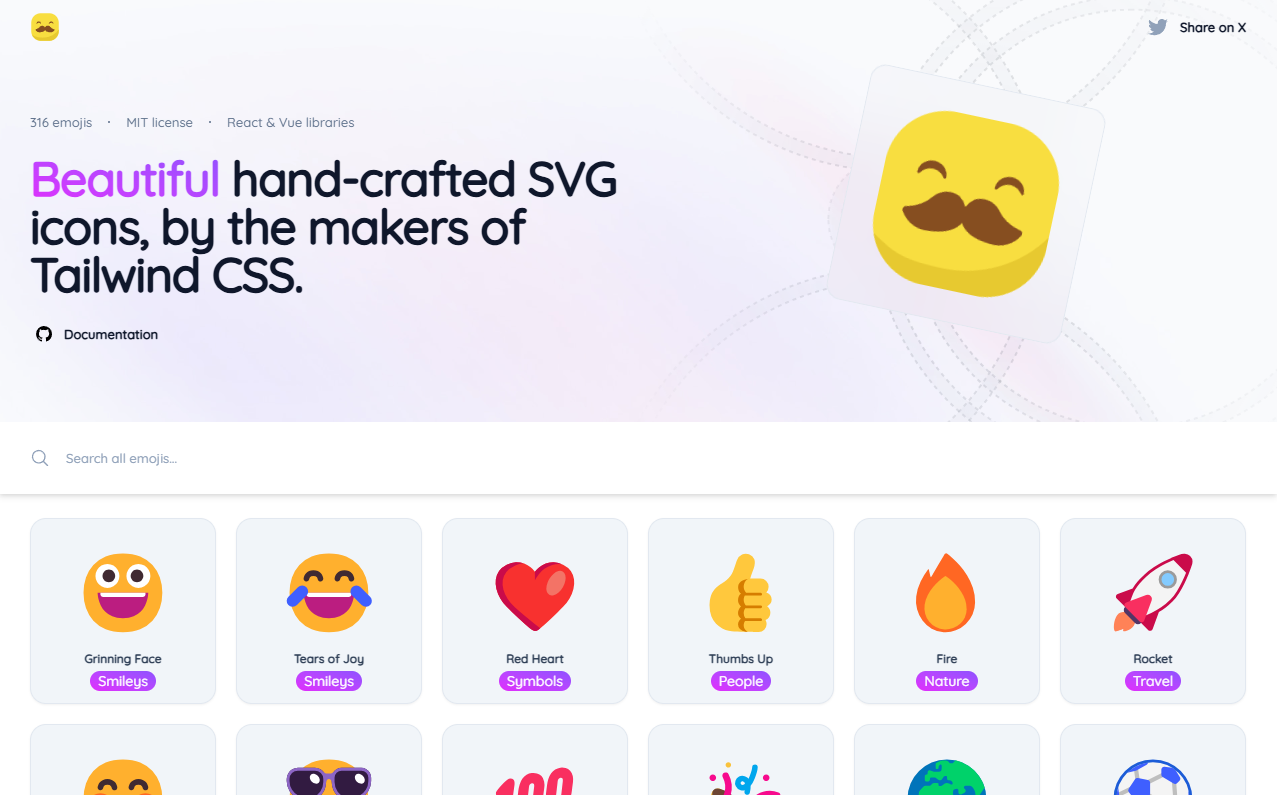 Share on X
316 emojis · MIT license · React & Vue libraries
Beautiful hand-crafted SVG
icons, by the makers of
Tailwind CSS.
Documentation
Search all emojis...
Grinning Face
Smileys
Tears of Joy
Smileys
Red Heart
Symbols
Thumbs Up
People
Fire
Nature
Rocket
Travel